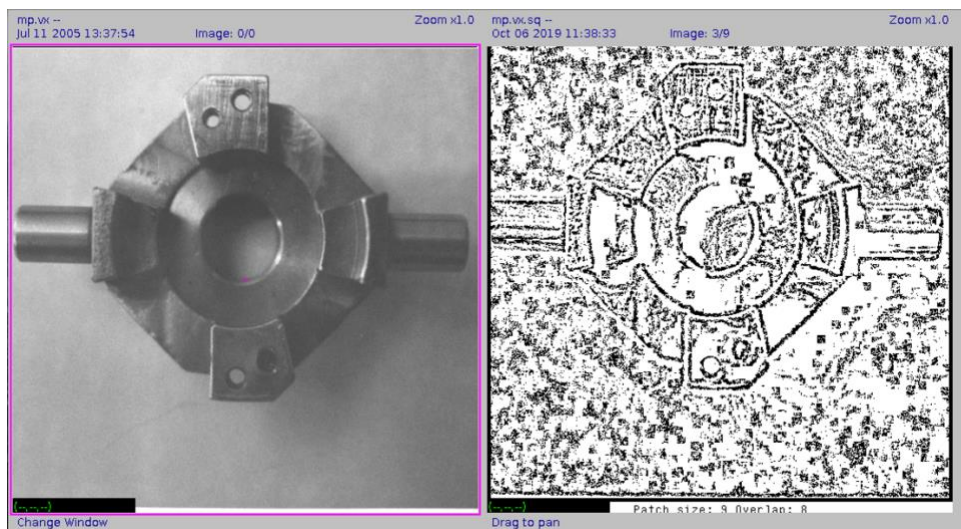 mp.vx --
Zoom x1.0
Jul 11 2005 13:37:54
Image: 0/0
mp.vx.sq --
Zoom x1.0
Oct 06 2019 11:38:33
Image: 3/9
(--,--,--)
Change Window
(--,--,--)
Patch size: 9 Overlap: 8
Drag to pan